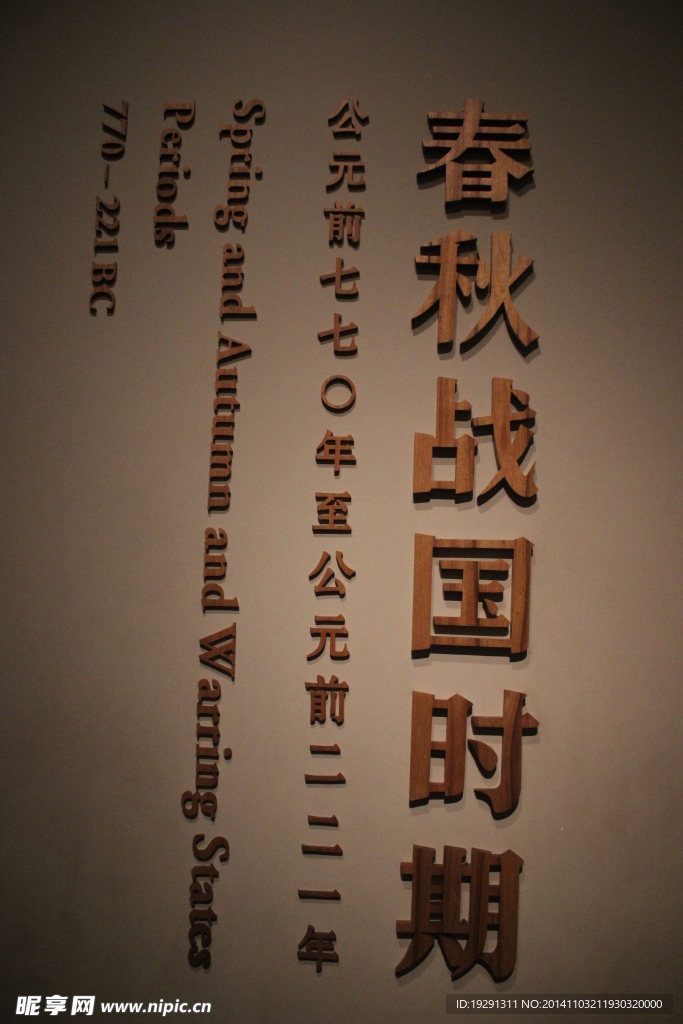 春秋战国时期
公元前七七〇年至公元前二二一年
Spring and Autumn and Warring States
Periods
770 – 221 BC
昵享网 www.nipic.cn
ID:19291311 NO:20141103211930320000